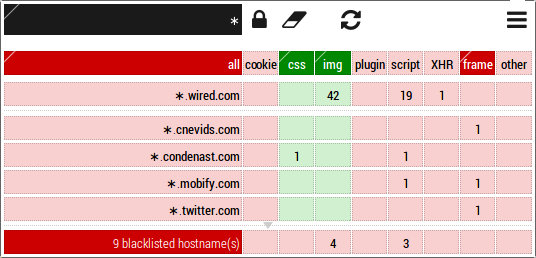 ∗
all cookie css img plugin script XHR frame other
∗.wired.com 42 19 1
∗.cnevids.com 1
∗.condenast.com 1 1
∗.mobify.com 1 1
∗.twitter.com 1
9 blacklisted hostname(s) 4 3